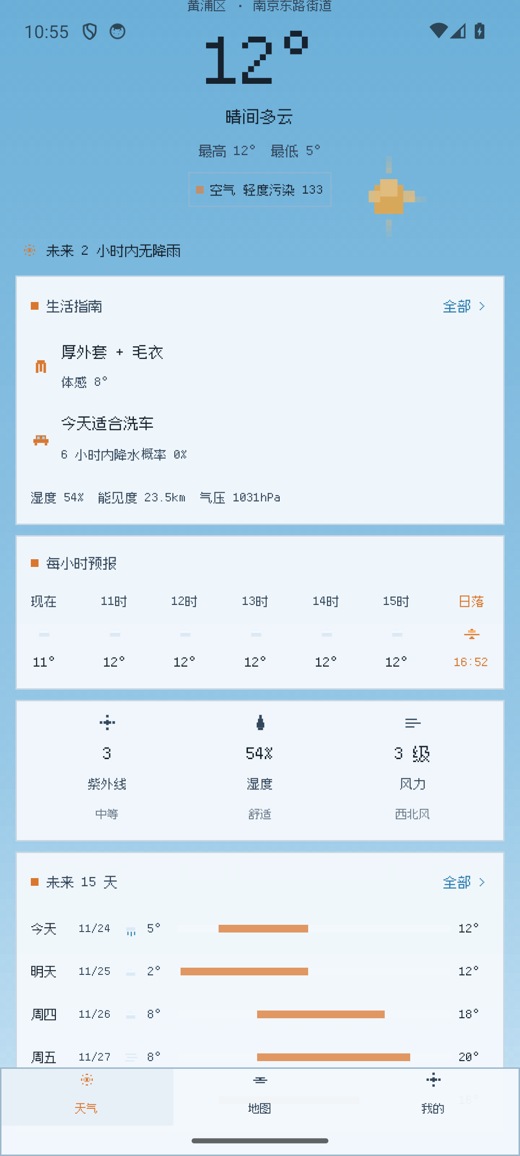 黄浦区 · 南京东路街道
10:55
12°
晴间多云
最高 12° 最低 5°
空气 轻度污染 133
未来 2 小时内无降雨
生活指南 全部 >
厚外套 + 毛衣
体感 8°
今天适合洗车
6 小时内降水概率 0%
湿度 54% 能见度 23.5km 气压 1031hPa
每小时预报
现在 11时 12时 13时 14时 15时 日落
11° 12° 12° 12° 12° 12° 16:52
3 54% 3 级
紫外线 湿度 风力
中等 舒适 西北风
未来 15 天 全部 >
今天 11/24 5° 12°
明天 11/25 2° 12°
周四 11/26 8° 18°
周五 11/27 8° 20°
天气 地图 我的